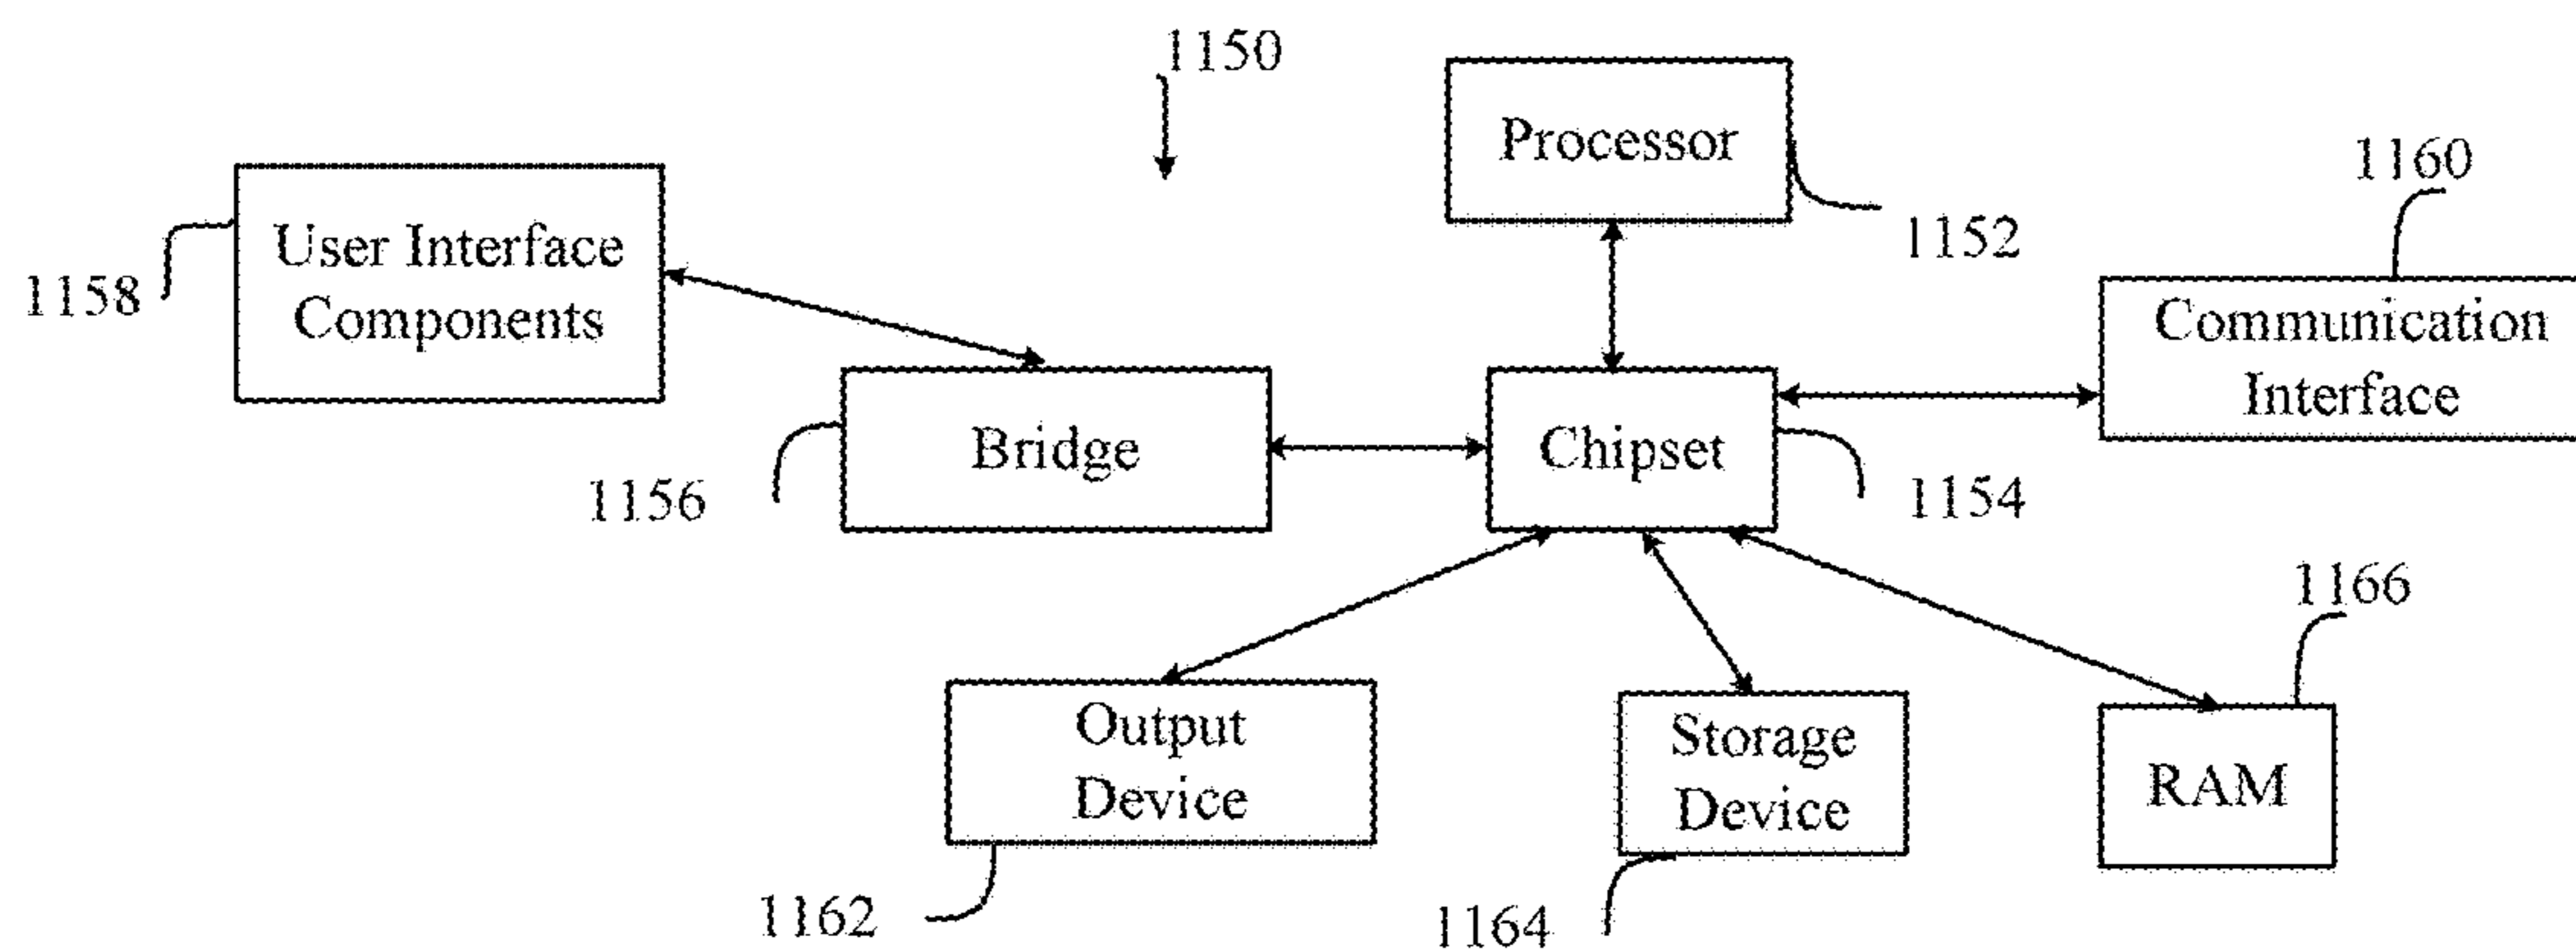 1150
Processor
1160
1152
User Interface
Components
1158
Communication
Interface
Bridge
Chipset
1156
1154
1166
Output
Device
Storage
Device
RAM
1162
1164